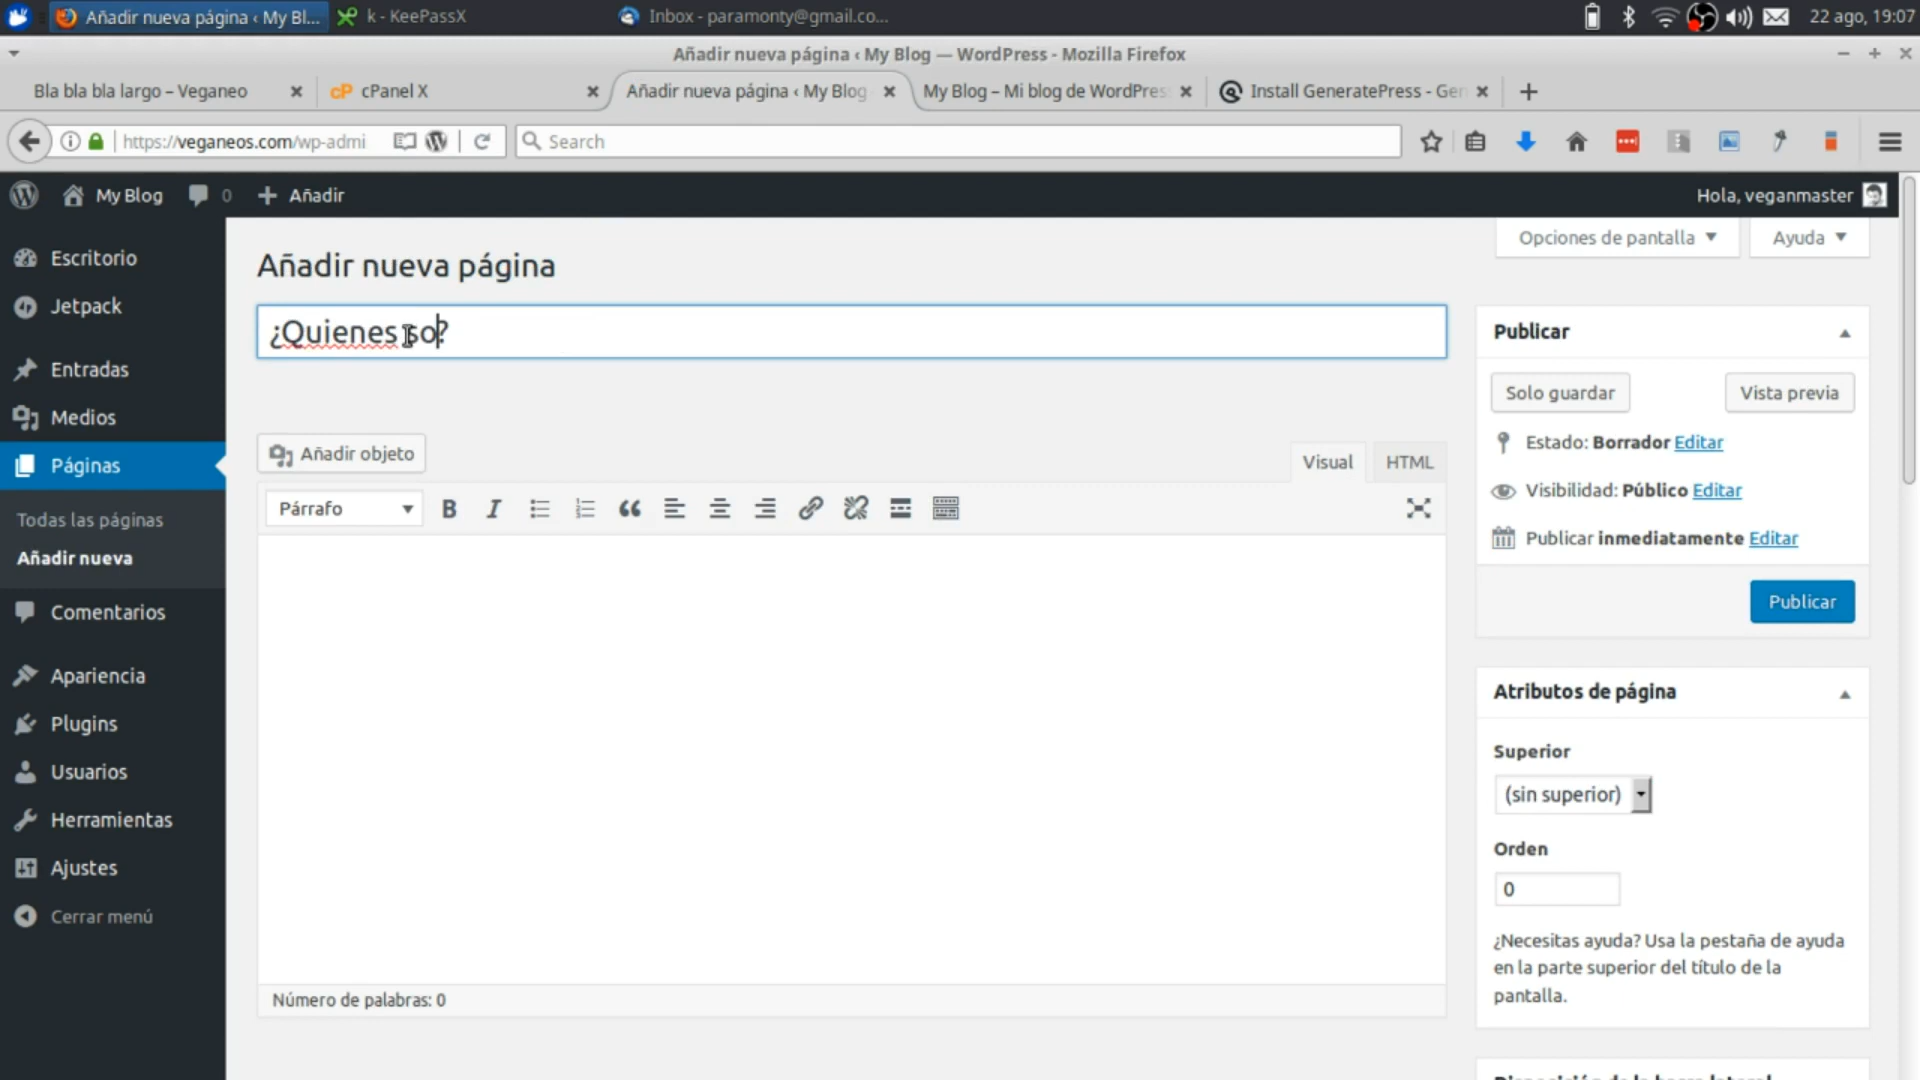 Añadir nueva página ‹ My Bl... k - KeePassX Inbox - paramonty@gmail.co... 22 ago, 19:07
Añadir nueva página ‹ My Blog — WordPress - Mozilla Firefox
Bla bla bla largo – Veganeo cP cPanel X Añadir nueva página ‹ My Blog My Blog – Mi blog de WordPres Install GeneratePress - Gen
https://veganeos.com/wp-admi Search
My Blog 0 + Añadir Hola, veganmaster
Opciones de pantalla Ayuda
Escritorio
Jetpack
Entradas
Medios
Páginas
Todas las páginas
Añadir nueva
Comentarios
Apariencia
Plugins
Usuarios
Herramientas
Ajustes
Cerrar menú
Añadir nueva página
¿Quienes so?
Añadir objeto
Visual HTML
Párrafo B I
Número de palabras: 0
Publicar
Solo guardar Vista previa
Estado: Borrador Editar
Visibilidad: Público Editar
Publicar inmediatamente Editar
Publicar
Atributos de página
Superior
(sin superior)
Orden
0
¿Necesitas ayuda? Usa la pestaña de ayuda
en la parte superior del título de la
pantalla.